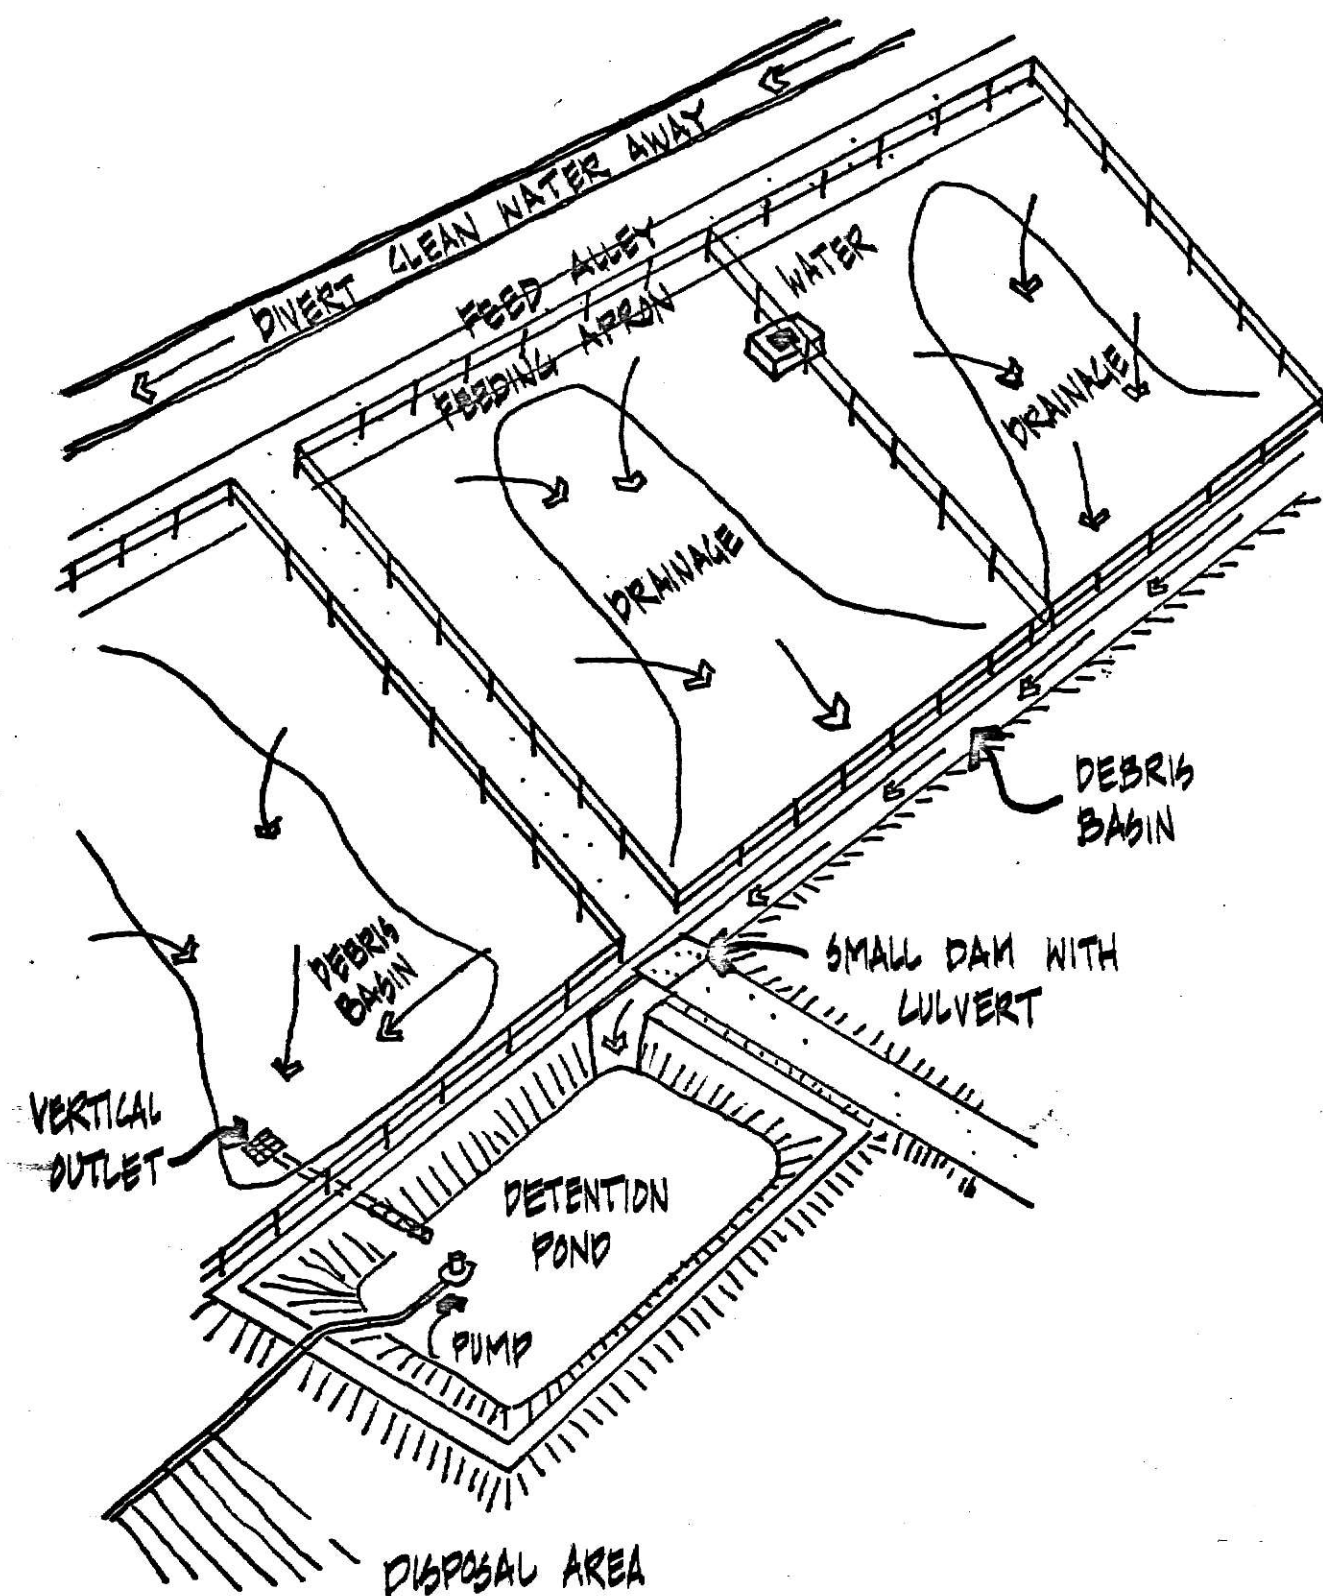 DIVERT CLEAN WATER AWAY
FEED ALLEY
FEEDING APRON
WATER
DRAINAGE
DRAINAGE
DEBRIS
BASIN
SMALL DAM WITH
CULVERT
DEBRIS
BASIN
VERTICAL
OUTLET
DETENTION
POND
PUMP
DISPOSAL AREA